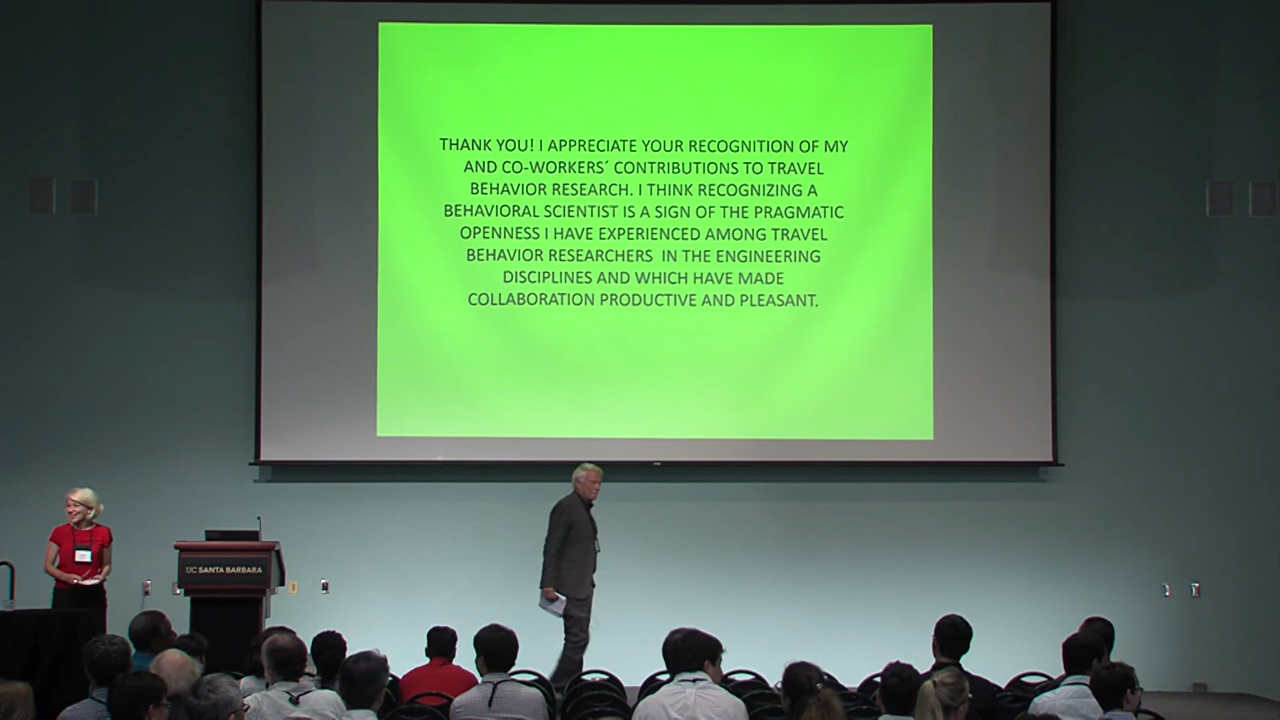 THANK YOU! I APPRECIATE YOUR RECOGNITION OF MY
AND CO-WORKERS´ CONTRIBUTIONS TO TRAVEL
BEHAVIOR RESEARCH. I THINK RECOGNIZING A
BEHAVIORAL SCIENTIST IS A SIGN OF THE PRAGMATIC
OPENNESS I HAVE EXPERIENCED AMONG TRAVEL
BEHAVIOR RESEARCHERS IN THE ENGINEERING
DISCIPLINES AND WHICH HAVE MADE
COLLABORATION PRODUCTIVE AND PLEASANT.
UC SANTA BARBARA